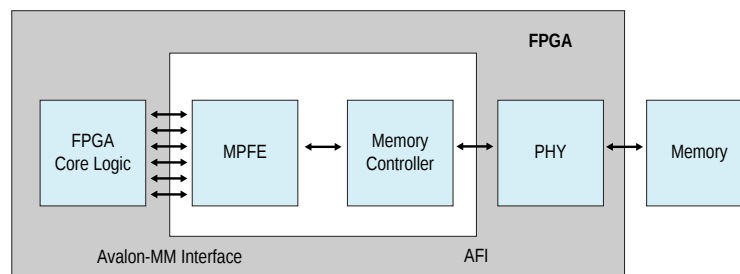 FPGA
FPGA
Core Logic
MPFE
Memory
Controller
PHY
Memory
Avalon-MM Interface
AFI